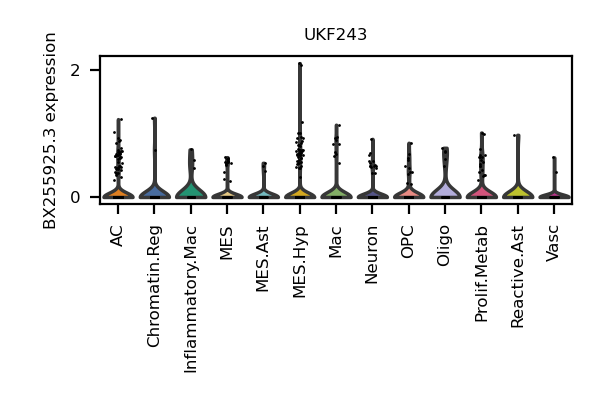 UKF243
BX255925.3 expression
2
0
AC
Chromatin.Reg
Inflammatory.Mac
MES
MES.Ast
MES.Hyp
Mac
Neuron
OPC
Oligo
Prolif.Metab
Reactive.Ast
Vasc